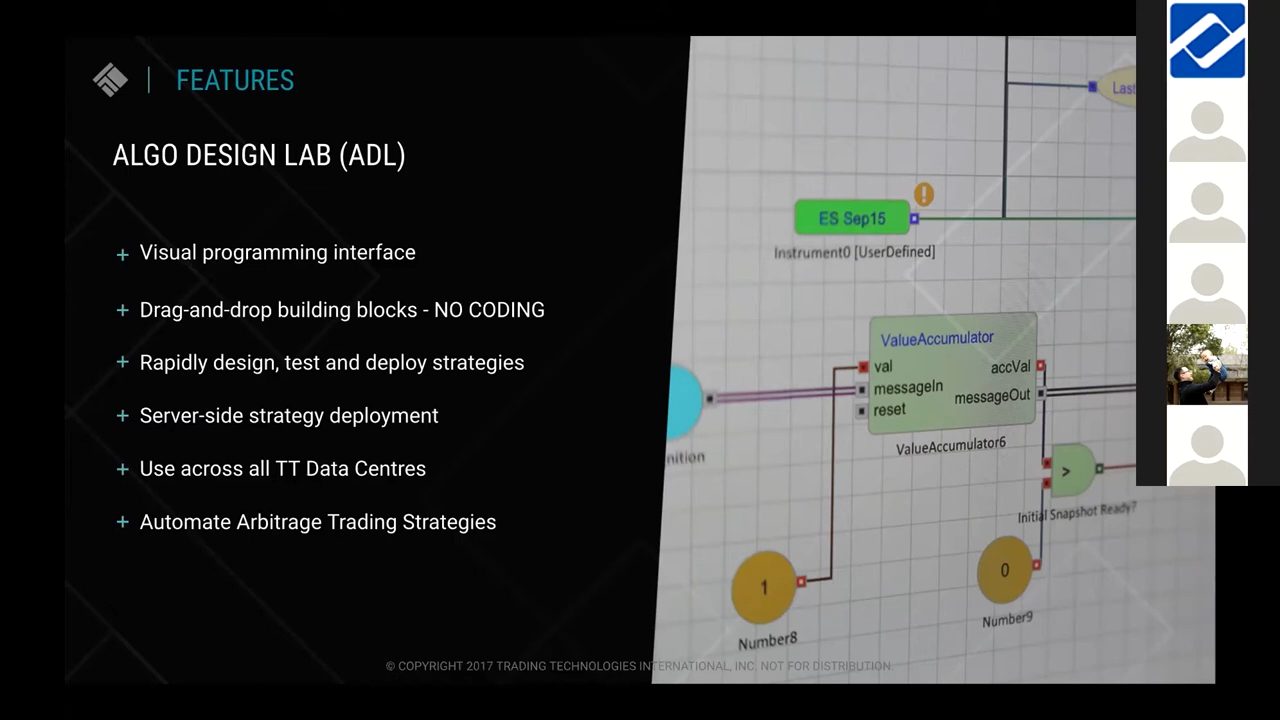 FEATURES
ALGO DESIGN LAB (ADL)
+ Visual programming interface
+ Drag-and-drop building blocks - NO CODING
+ Rapidly design, test and deploy strategies
+ Server-side strategy deployment
+ Use across all TT Data Centres
+ Automate Arbitrage Trading Strategies
Last
!
ES Sep15
Instrument0 [UserDefined]
ValueAccumulator
val
accVal
messageIn
messageOut
reset
ValueAccumulator6
nition
>
Initial Snapshot Ready?
1
0
Number8
Number9
© COPYRIGHT 2017 TRADING TECHNOLOGIES INTERNATIONAL, INC. NOT FOR DISTRIBUTION.